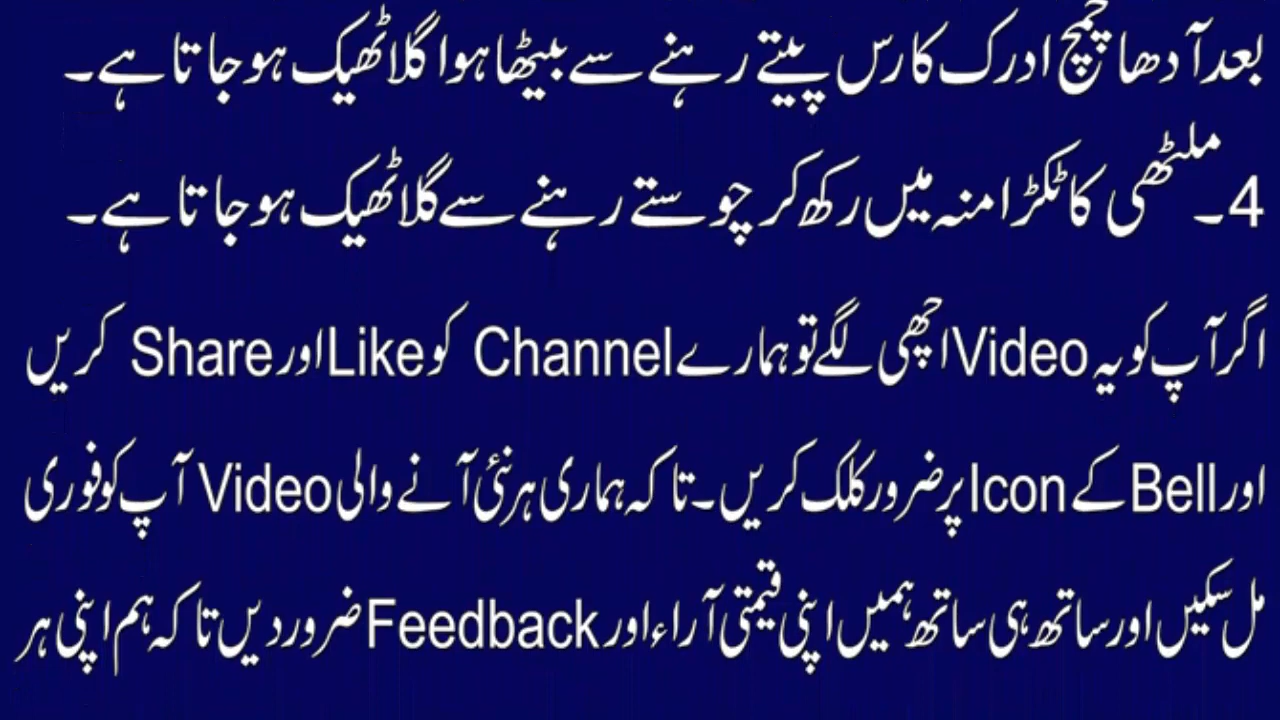 بعد آدھا چمچ ادرک کا رس پیتے رہنے سے بیٹھا ہوا گلا ٹھیک ہو جاتا ہے۔
4۔ ملٹھی کا ٹکڑا منہ میں رکھ کر چوستے رہنے سے گلا ٹھیک ہو جاتا ہے۔
اگر آپ کو یہ Video اچھی لگے تو ہمارے Channel کو Like اور Share کریں
اور Bell کے Icon پر ضرور کلک کریں۔ تا کہ ہماری ہر نئی آنے والی Video آپ کو فوری
مل سکیں اور ساتھ ہی ساتھ ہمیں اپنی قیمتی آراء اور Feedback ضرور دیں تا کہ ہم اپنی ہر